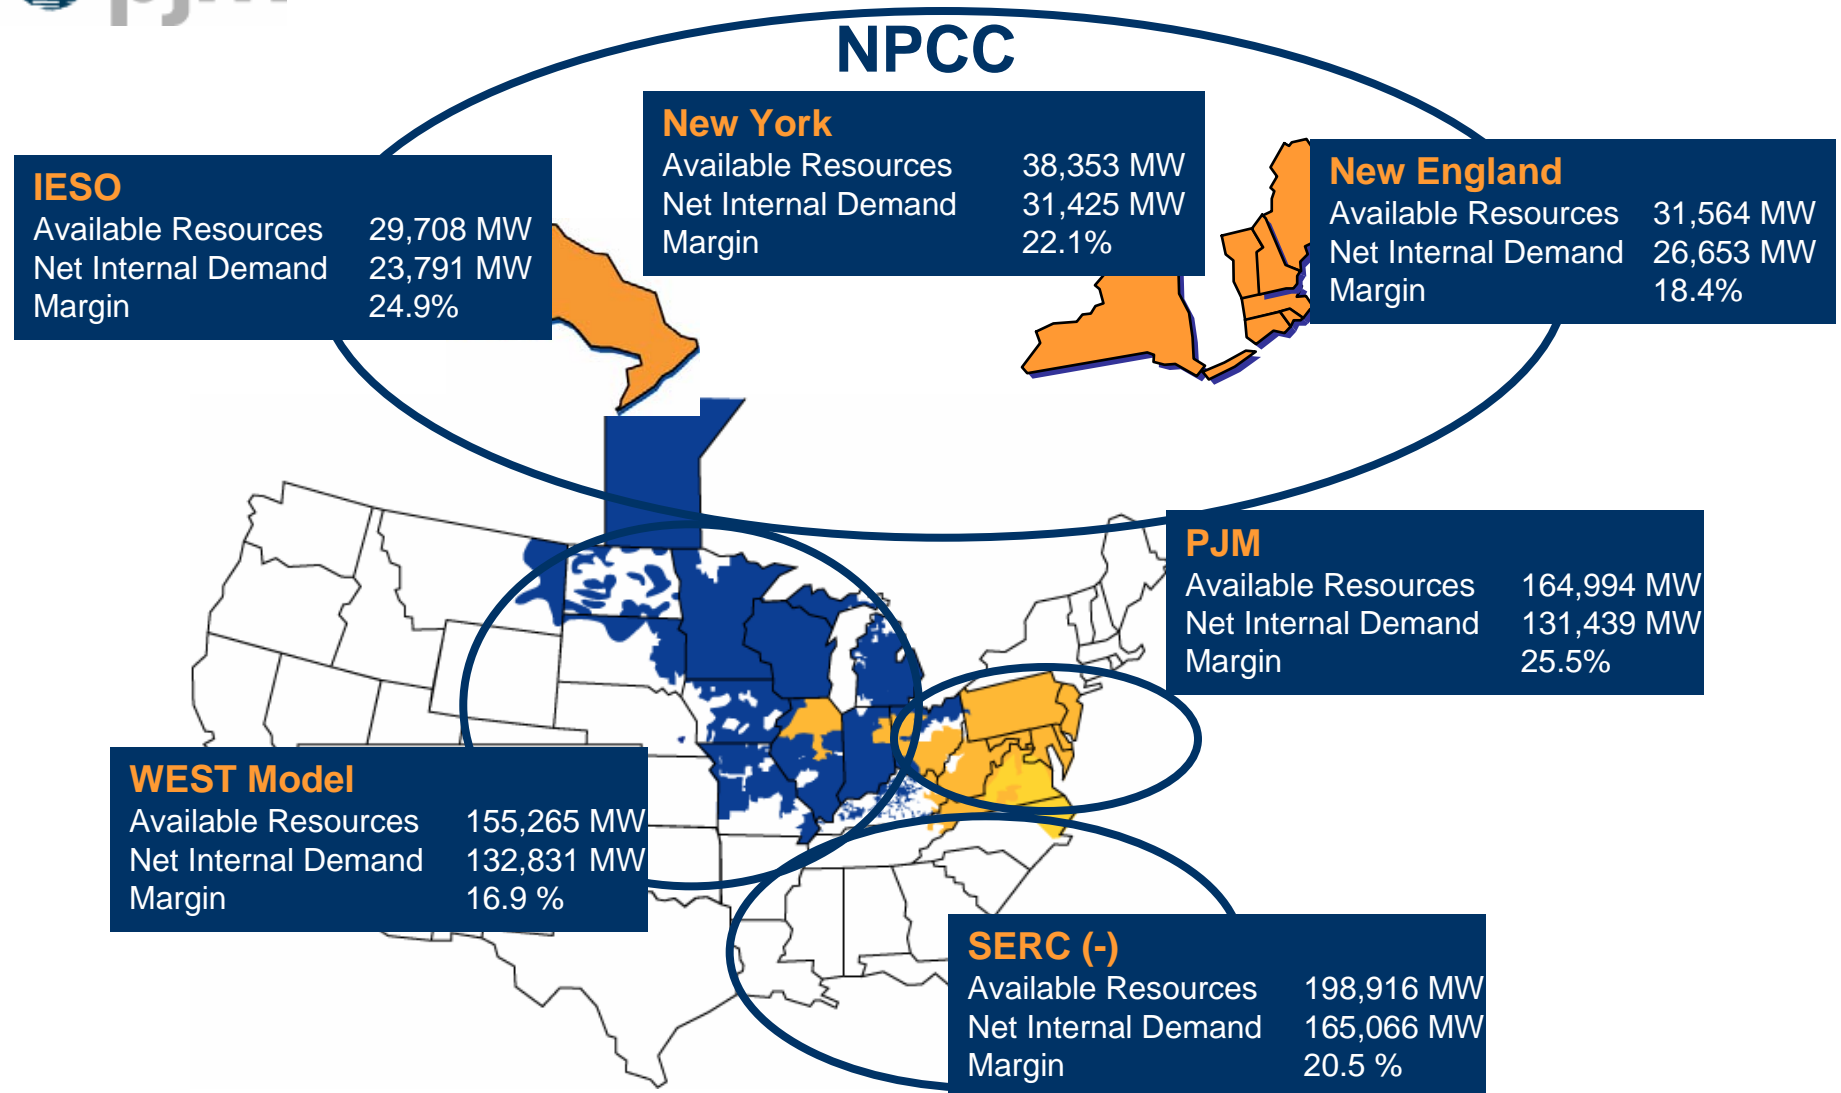 pjm
NPCC
New York
Available Resources 38,353 MW
Net Internal Demand 31,425 MW
Margin 22.1%
IESO
Available Resources 29,708 MW
Net Internal Demand 23,791 MW
Margin 24.9%
New England
Available Resources 31,564 MW
Net Internal Demand 26,653 MW
Margin 18.4%
PJM
Available Resources 164,994 MW
Net Internal Demand 131,439 MW
Margin 25.5%
WEST Model
Available Resources 155,265 MW
Net Internal Demand 132,831 MW
Margin 16.9 %
SERC (-)
Available Resources 198,916 MW
Net Internal Demand 165,066 MW
Margin 20.5 %